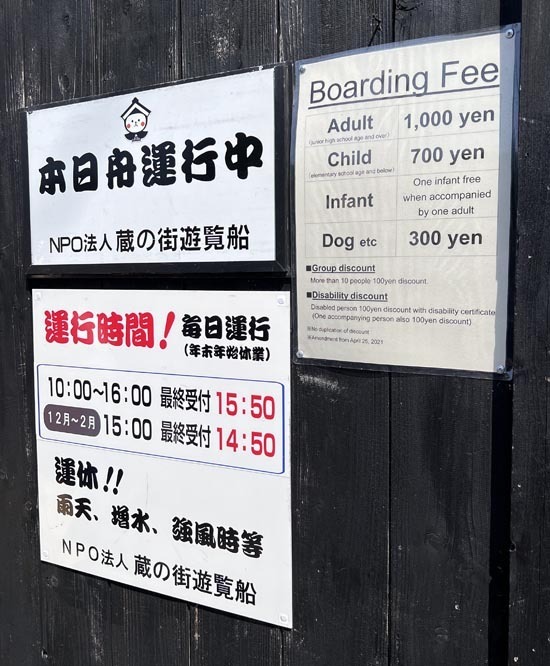 本日舟運行中
NPO法人 蔵の街遊覧船
運行時間！ 毎日運行
(年末年始休業)
10:00～16:00 最終受付 15:50
12月～2月 15:00 最終受付 14:50
運休!!
雨天、増水、強風時等
NPO法人 蔵の街遊覧船
Boarding Fee
Adult 1,000 yen
(junior high school age and over)
Child 700 yen
(elementary school age and below)
Infant One infant free
when accompanied
by one adult
Dog etc 300 yen
■Group discount
More than 10 people 100yen discount
■Disability discount
Disabled person 100yen discount with disability certificate
(One accompanying person also 100yen discount)
※No duplication of discount
※Amendment from April 25, 2021